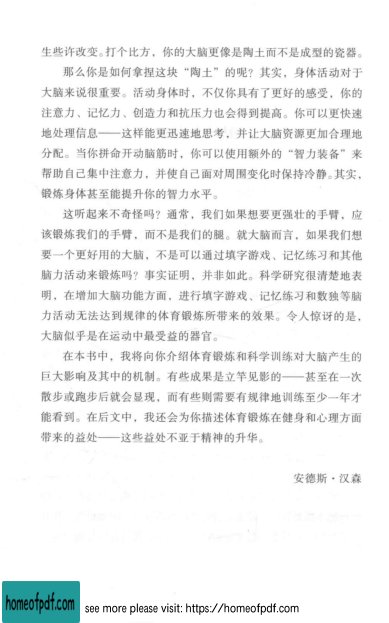 生些许改变。打个比方，你的大脑更像是陶土而不是成型的瓷器。
那么你是如何拿捏这块“陶土”的呢？其实，身体活动对于
大脑来说很重要。活动身体时，不仅你具有了更好的感受，你的
注意力、记忆力、创造力和抗压力也会得到提高。你可以更快速
地处理信息——这样能更迅速地思考，并让大脑资源更加合理地
分配。当你拼命开动脑筋时，你可以使用额外的“智力装备”来
帮助自己集中注意力，并使自己面对周围变化时保持冷静。其实，
锻炼身体甚至能提升你的智力水平。
这听起来不奇怪吗？通常，我们如果想要更强壮的手臂，应
该锻炼我们的手臂，而不是我们的腿。就大脑而言，如果我们想
要一个更好用的大脑，不是可以通过填字游戏、记忆练习和其他
脑力活动来锻炼吗？事实证明，并非如此。科学研究很清楚地表
明，在增加大脑功能方面，进行填字游戏、记忆练习和数独等脑
力活动无法达到规律的体育锻炼所带来的效果。令人惊讶的是，
大脑似乎是在运动中最受益的器官。
在本书中，我将向你介绍体育锻炼和科学训练对大脑产生的
巨大影响及其中的机制。有些成果是立竿见影的——甚至在一次
散步或跑步后就会显现，而有些则需要有规律地训练至少一年才
能看到。在后文中，我还会为你描述体育锻炼在健身和心理方面
带来的益处——这些益处不亚于精神的升华。
安德斯·汉森
homeofpdf.com see more please visit: https://homeofpdf.com